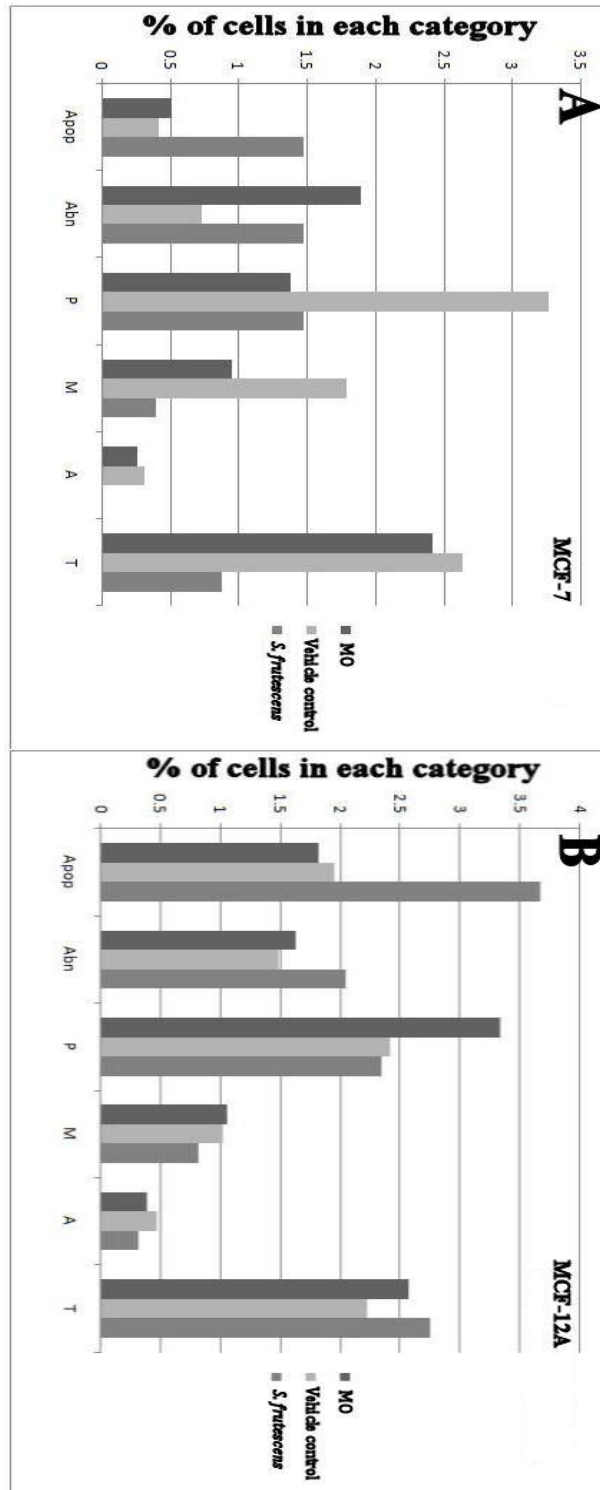 A
MCF-7
% of cells in each category
3.5
3
2.5
2
1.5
1
0.5
0
Apop
Abn
P
M
A
T
MO
Vehicle control
S. frutescens
B
MCF-12A
% of cells in each category
4
3.5
3
2.5
2
1.5
1
0.5
0
Apop
Abn
P
M
A
T
MO
Vehicle control
S. frutescens